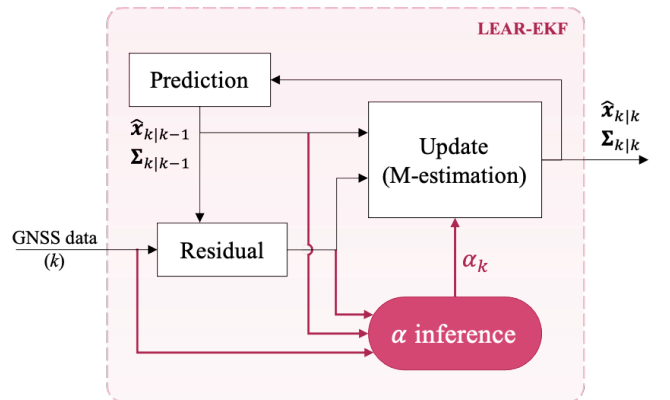 LEAR-EKF
Prediction
x̂ₖ|ₖ₋₁
Σₖ|ₖ₋₁
Update
(M-estimation)
x̂ₖ|ₖ
Σₖ|ₖ
GNSS data
(k)
Residual
αₖ
α inference